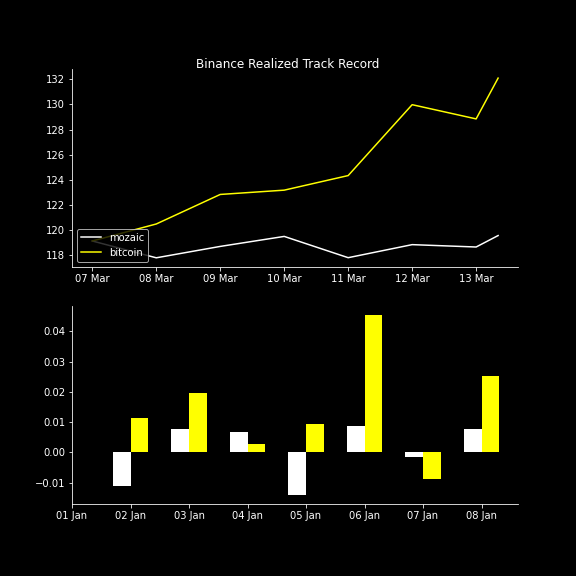 Binance Realized Track Record
132
130
128
126
124
122
120
118
mozaic
bitcoin
07 Mar 08 Mar 09 Mar 10 Mar 11 Mar 12 Mar 13 Mar
0.04
0.03
0.02
0.01
0.00
−0.01
01 Jan 02 Jan 03 Jan 04 Jan 05 Jan 06 Jan 07 Jan 08 Jan